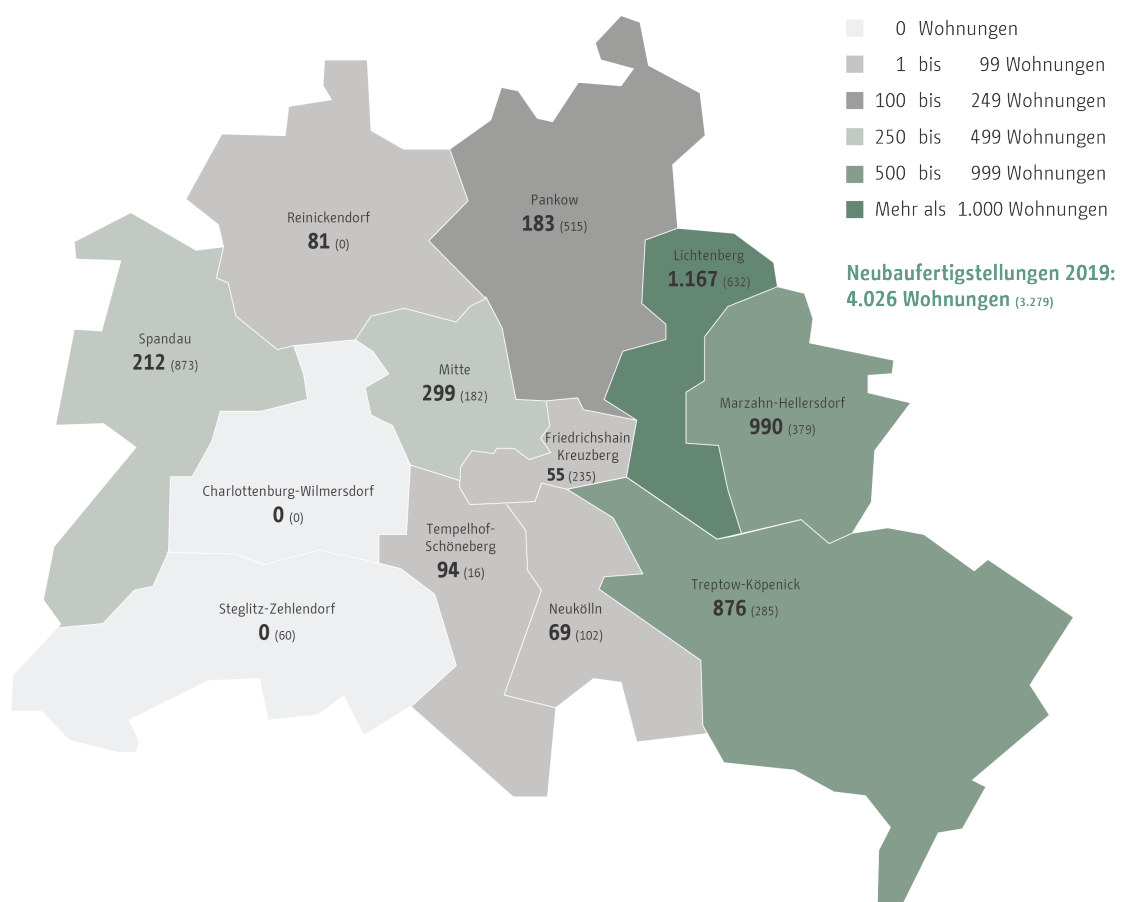 0 Wohnungen
1 bis 99 Wohnungen
100 bis 249 Wohnungen
250 bis 499 Wohnungen
500 bis 999 Wohnungen
Mehr als 1.000 Wohnungen
Neubaufertigstellungen 2019:
4.026 Wohnungen (3.279)
Pankow
183 (515)
Reinickendorf
81 (0)
Lichtenberg
1.167 (632)
Spandau
212 (873)
Mitte
299 (182)
Marzahn-Hellersdorf
990 (379)
Friedrichshain
Kreuzberg
55 (235)
Charlottenburg-Wilmersdorf
0 (0)
Tempelhof-
Schöneberg
94 (16)
Treptow-Köpenick
876 (285)
Steglitz-Zehlendorf
0 (60)
Neukölln
69 (102)